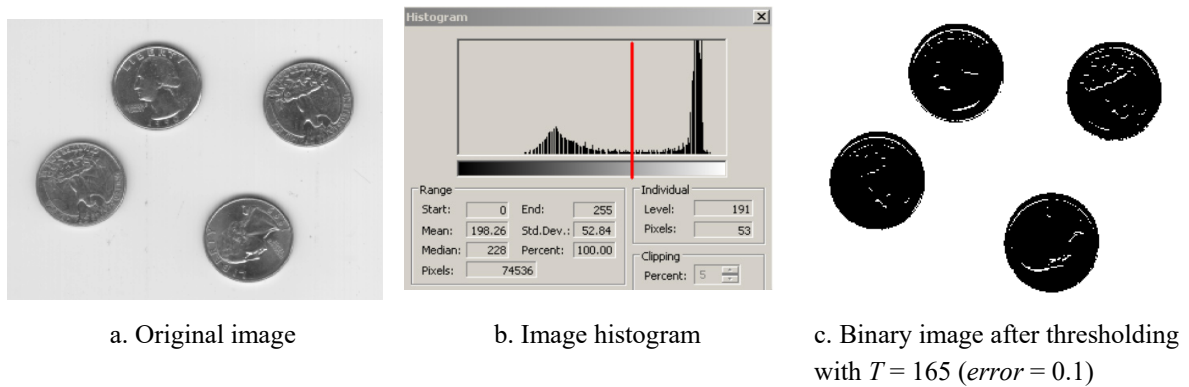 Histogram
Range
Start: 0 End: 255
Mean: 198.26 Std.Dev.: 52.84
Median: 228 Percent: 100.00
Pixels: 74536
Individual
Level: 191
Pixels: 53
Clipping
Percent: 5
LIBERTY
LIBERTY
a. Original image
b. Image histogram
c. Binary image after thresholding
with T = 165 (error = 0.1)